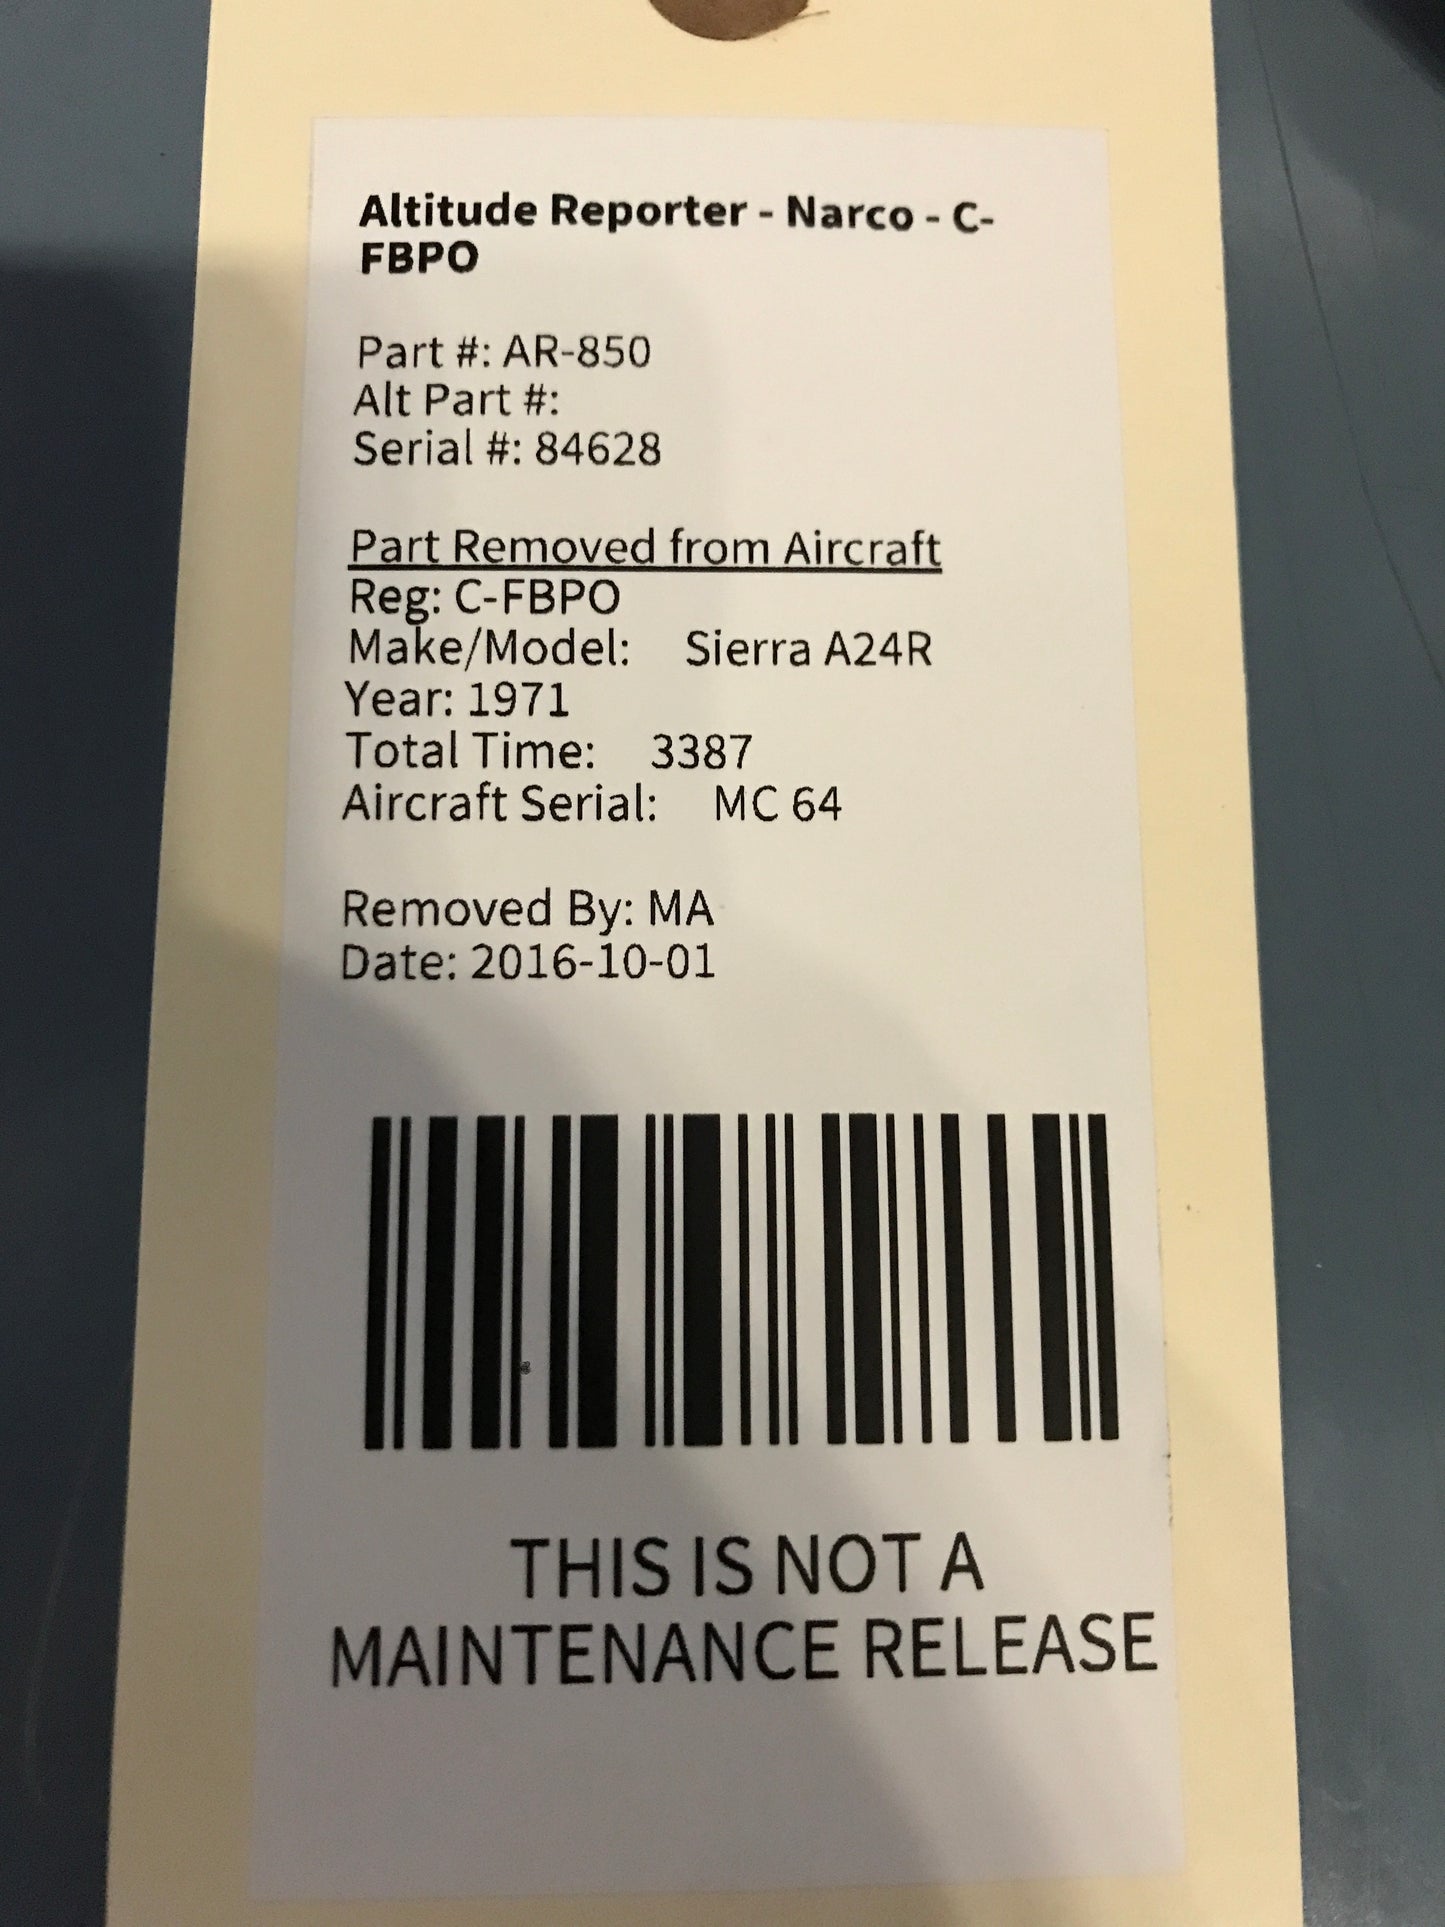 Altitude Reporter - Narco - C-
FBPO
Part #: AR-850
Alt Part #:
Serial #: 84628
Part Removed from Aircraft
Reg: C-FBPO
Make/Model: Sierra A24R
Year: 1971
Total Time: 3387
Aircraft Serial: MC 64
Removed By: MA
Date: 2016-10-01
THIS IS NOT A
MAINTENANCE RELEASE